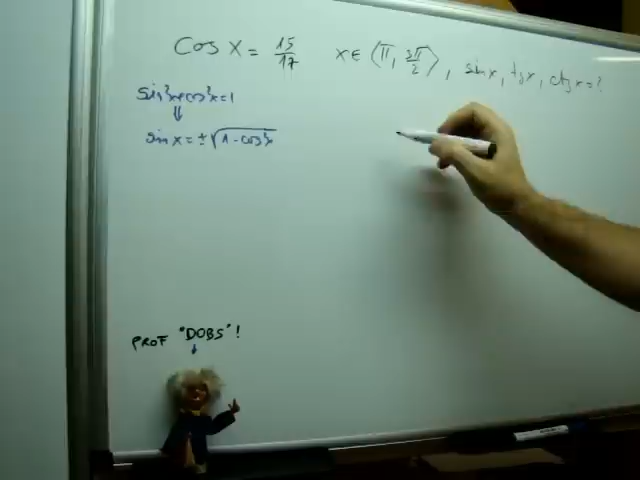 cos x = 15/17 x ∈ ⟨π, 3π/2⟩, sin x, tg x, ctg x = ?
sin²x+cos²x=1
⇓
sin x = ±√(1-cos²x)
PROF "DOBS"!
↓